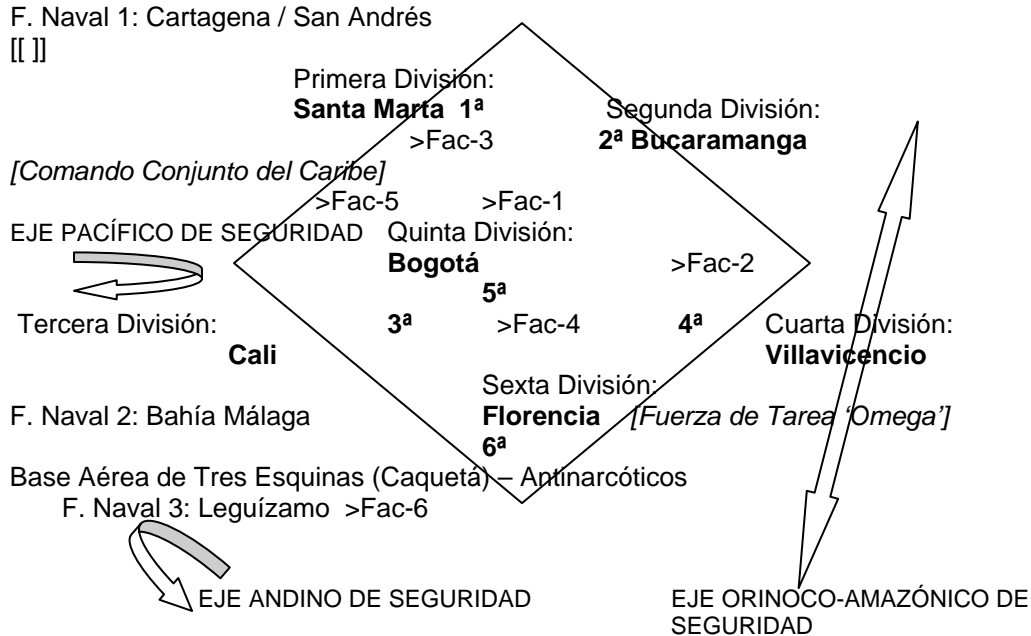 F. Naval 1: Cartagena / San Andrés
[[ ]]
Primera División:
Santa Marta 1ª Segunda División:
>Fac-3 2ª Bucaramanga
[Comando Conjunto del Caribe]
>Fac-5 >Fac-1
EJE PACÍFICO DE SEGURIDAD Quinta División:
Bogotá >Fac-2
5ª
Tercera División: 3ª >Fac-4 4ª Cuarta División:
Cali Villavicencio
Sexta División:
F. Naval 2: Bahía Málaga Florencia [Fuerza de Tarea ‘Omega’]
6ª
Base Aérea de Tres Esquinas (Caquetá) – Antinarcóticos
F. Naval 3: Leguízamo >Fac-6
EJE ANDINO DE SEGURIDAD EJE ORINOCO-AMAZÓNICO DE
SEGURIDAD